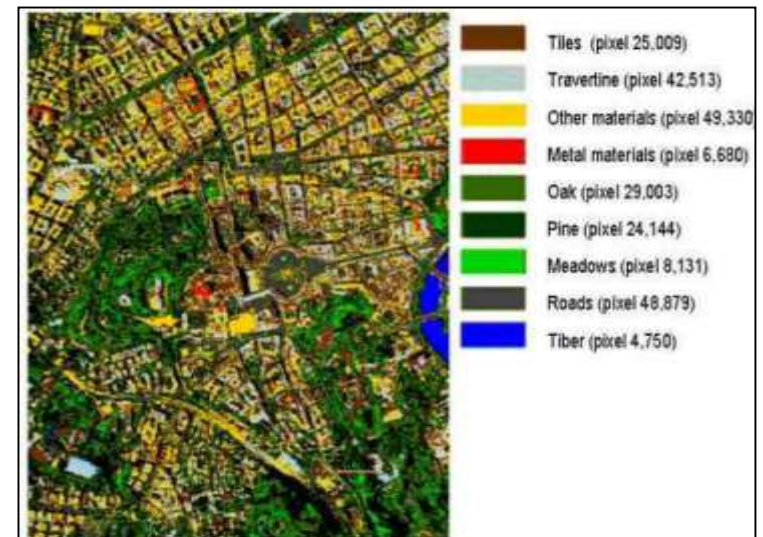 Tiles (pixel 25,009)
Travertine (pixel 42,513)
Other materials (pixel 49,330
Metal materials (pixel 6,680)
Oak (pixel 29,003)
Pine (pixel 24,144)
Meadows (pixel 8,131)
Roads (pixel 48,879)
Tiber (pixel 4,750)